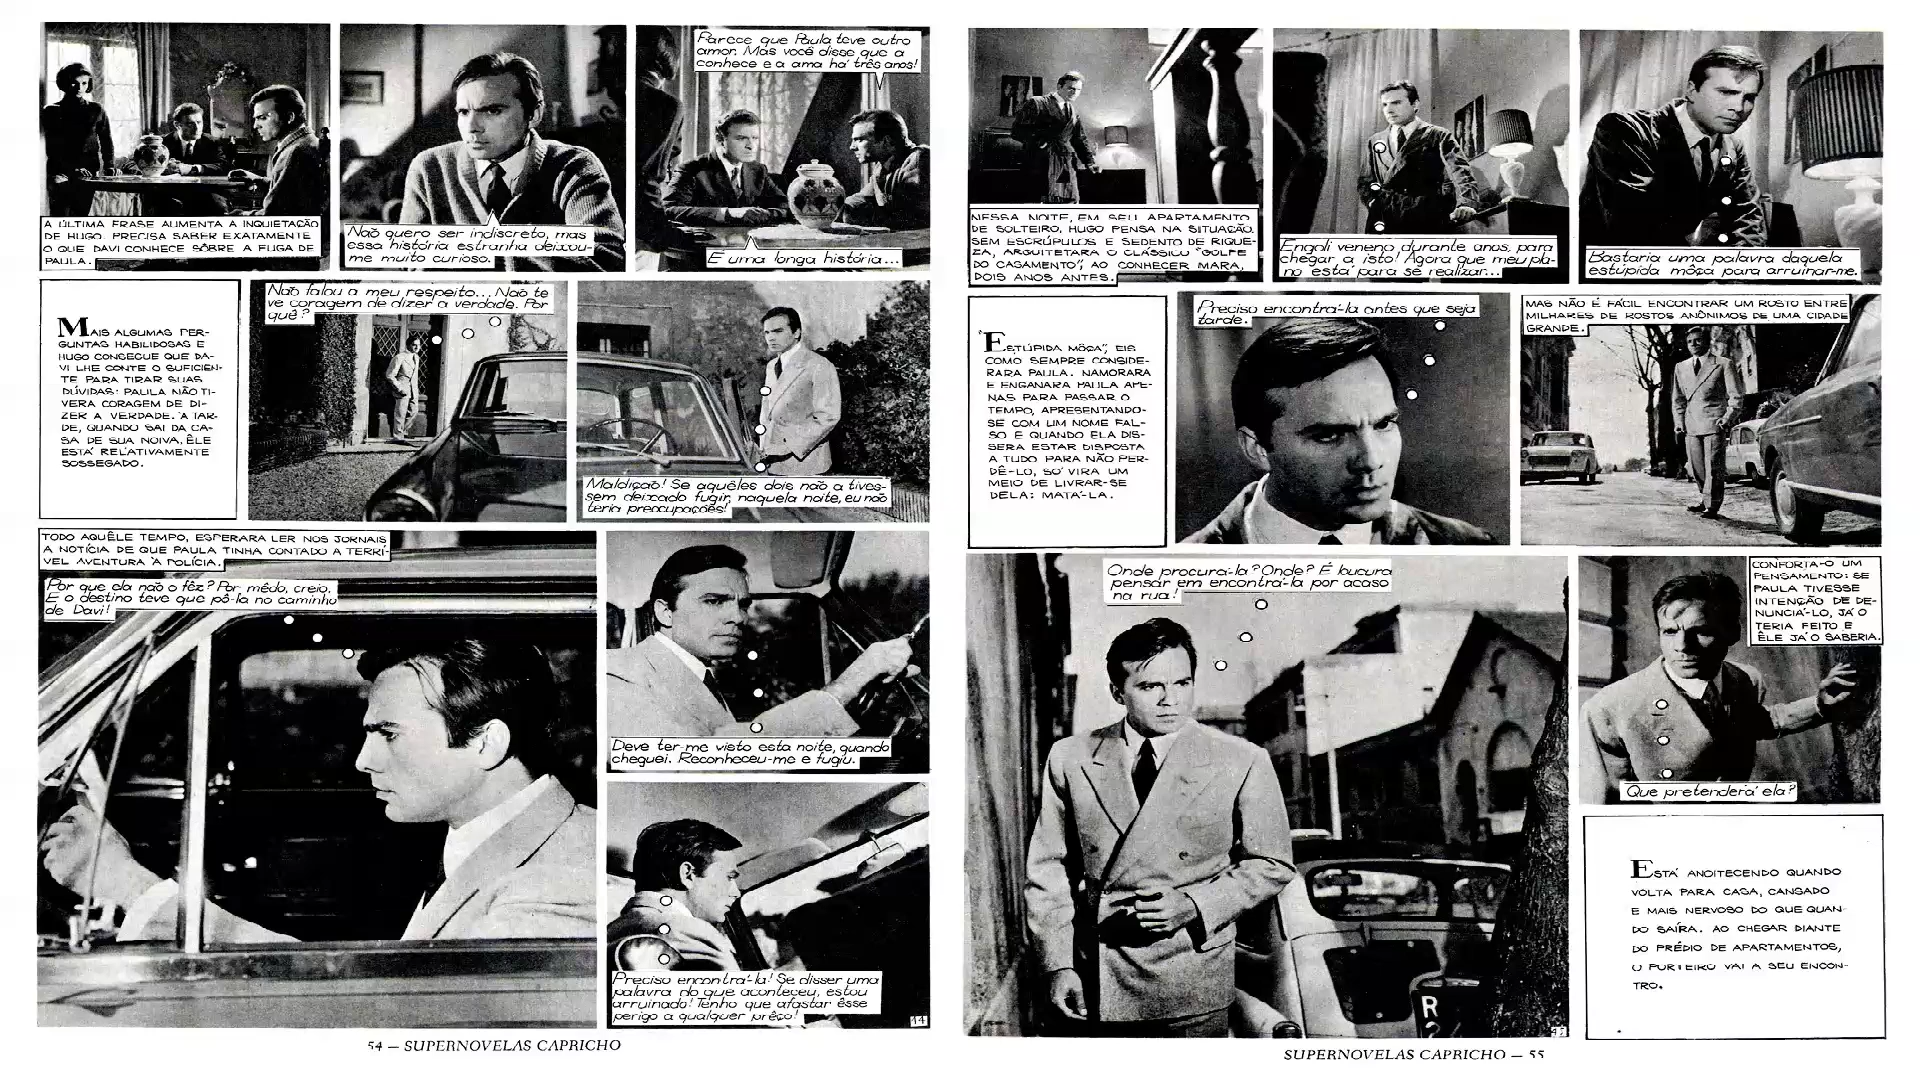 A ÚLTIMA FRASE AUMENTA A INQUIETAÇÃO
DE HUGO. PRECISA SABER EXATAMENTE
O QUE DAVI CONHECE SÔBRE A FUGA DE
PAULA.
Não quero ser indiscreto, mas
essa história estranha deixou-
me muito curioso.
Parece que Paula teve outro
amor. Mas você disse que a
conhece e a ama há três anos!
É uma longa história...
MAIS ALGUMAS PER-
GUNTAS HABILIDOSAS E
HUGO CONSEGUE QUE DA-
VI LHE CONTE O SUFICIEN-
TE PARA TIRAR SUAS
DÚVIDAS: PAULA NÃO TI-
VERA CORAGEM DE DI-
ZER A VERDADE. À TAR-
DE, QUANDO SAI DA CA-
SA DE SUA NOIVA, ÊLE
ESTÁ RELATIVAMENTE
SOSSEGADO.
Não falou a meu respeito... Não te
ve coragem de dizer a verdade. Por
quê?
Maldição! Se aquêles dois não a tives-
sem deixado fugir, naquela noite, eu não
teria preocupações!
TODO AQUÊLE TEMPO, ESPERARA LER NOS JORNAIS
A NOTÍCIA DE QUE PAULA TINHA CONTADO A TERRÍ-
VEL AVENTURA À POLÍCIA.
Por que ela não o fêz? Por mêdo, creio.
E o destino teve que pô-la no caminho
de Davi!
Deve ter-me visto esta noite, quando
cheguei. Reconheceu-me e fugiu.
Preciso encontrá-la! Se disser uma
palavra do que aconteceu, estou
arruinado! Tenho que afastar êsse
perigo a qualquer prêço!
44
54 — SUPERNOVELAS CAPRICHO
NESSA NOITE, EM SEU APARTAMENTO
DE SOLTEIRO, HUGO PENSA NA SITUAÇÃO.
SEM ESCRÚPULOS E SEDENTO DE RIQUE-
ZA, ARQUITETARA O CLÁSSICO "GOLPE
DO CASAMENTO", AO CONHECER MARA,
DOIS ANOS ANTES.
Engoli veneno durante anos, para
chegar a isto! Agora que meu pla-
no está para se realizar...
Bastaria uma palavra daquela
estúpida môça para arruinar-me.
"ESTÚPIDA MÔÇA", EIS
COMO SEMPRE CONSIDE-
RARA PAULA. NAMORARA
E ENGANARA PAULA APE-
NAS PARA PASSAR O
TEMPO, APRESENTANDO-
SE COM UM NOME FAL-
SO E QUANDO ELA DIS-
SERA ESTAR DISPOSTA
A TUDO PARA NÃO PER-
DÊ-LO, SÓ VIRA UM
MEIO DE LIVRAR-SE
DELA: MATÁ-LA.
Preciso encontrá-la antes que seja
tarde.
MAS NÃO É FÁCIL ENCONTRAR UM ROSTO ENTRE
MILHARES DE ROSTOS ANÔNIMOS DE UMA CIDADE
GRANDE.
Onde procurá-la? Onde? É loucura
pensar em encontrá-la por acaso
na rua!
R
CONFORTA-O UM
PENSAMENTO: SE
PAULA TIVESSE
INTENÇÃO DE DE-
NUNCIÁ-LO, JÁ O
TERIA FEITO E
ÊLE JÁ O SABERIA.
Que pretenderá ela?
ESTÁ ANOITECENDO QUANDO
VOLTA PARA CASA, CANSADO
E MAIS NERVOSO DO QUE QUAN-
DO SAÍRA. AO CHEGAR DIANTE
DO PRÉDIO DE APARTAMENTOS,
O PORTEIRO VAI A SEU ENCON-
TRO.
SUPERNOVELAS CAPRICHO — 55